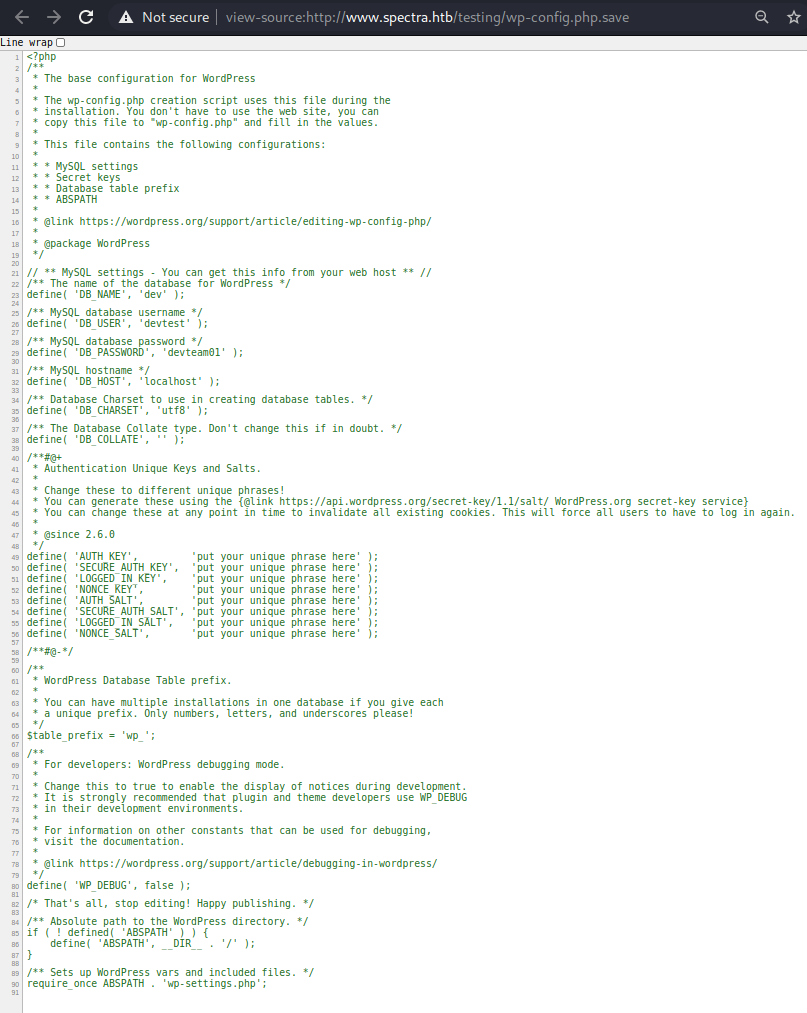 Not secure | view-source:http://www.spectra.htb/testing/wp-config.php.save
Line wrap
1 <?php
2 /**
3  * The base configuration for WordPress
4  *
5  * The wp-config.php creation script uses this file during the
6  * installation. You don't have to use the web site, you can
7  * copy this file to "wp-config.php" and fill in the values.
8  *
9  * This file contains the following configurations:
10  *
11  * * MySQL settings
12  * * Secret keys
13  * * Database table prefix
14  * * ABSPATH
15  *
16  * @link https://wordpress.org/support/article/editing-wp-config-php/
17  *
18  * @package WordPress
19  */
20
21 // ** MySQL settings - You can get this info from your web host ** //
22 /** The name of the database for WordPress */
23 define( 'DB_NAME', 'dev' );
24
25 /** MySQL database username */
26 define( 'DB_USER', 'devtest' );
27
28 /** MySQL database password */
29 define( 'DB_PASSWORD', 'devteam01' );
30
31 /** MySQL hostname */
32 define( 'DB_HOST', 'localhost' );
33
34 /** Database Charset to use in creating database tables. */
35 define( 'DB_CHARSET', 'utf8' );
36
37 /** The Database Collate type. Don't change this if in doubt. */
38 define( 'DB_COLLATE', '' );
39
40 /**#@+
41  * Authentication Unique Keys and Salts.
42  *
43  * Change these to different unique phrases!
44  * You can generate these using the {@link https://api.wordpress.org/secret-key/1.1/salt/ WordPress.org secret-key service}
45  * You can change these at any point in time to invalidate all existing cookies. This will force all users to have to log in again.
46  *
47  * @since 2.6.0
48  */
49 define( 'AUTH_KEY',         'put your unique phrase here' );
50 define( 'SECURE_AUTH_KEY',  'put your unique phrase here' );
51 define( 'LOGGED_IN_KEY',    'put your unique phrase here' );
52 define( 'NONCE_KEY',        'put your unique phrase here' );
53 define( 'AUTH_SALT',        'put your unique phrase here' );
54 define( 'SECURE_AUTH_SALT', 'put your unique phrase here' );
55 define( 'LOGGED_IN_SALT',   'put your unique phrase here' );
56 define( 'NONCE_SALT',       'put your unique phrase here' );
57
58 /**#@-*/
59
60 /**
61  * WordPress Database Table prefix.
62  *
63  * You can have multiple installations in one database if you give each
64  * a unique prefix. Only numbers, letters, and underscores please!
65  */
66 $table_prefix = 'wp_';
67
68 /**
69  * For developers: WordPress debugging mode.
70  *
71  * Change this to true to enable the display of notices during development.
72  * It is strongly recommended that plugin and theme developers use WP_DEBUG
73  * in their development environments.
74  *
75  * For information on other constants that can be used for debugging,
76  * visit the documentation.
77  *
78  * @link https://wordpress.org/support/article/debugging-in-wordpress/
79  */
80 define( 'WP_DEBUG', false );
81
82 /* That's all, stop editing! Happy publishing. */
83
84 /** Absolute path to the WordPress directory. */
85 if ( ! defined( 'ABSPATH' ) ) {
86     define( 'ABSPATH', __DIR__ . '/' );
87 }
88
89 /** Sets up WordPress vars and included files. */
90 require_once ABSPATH . 'wp-settings.php';
91